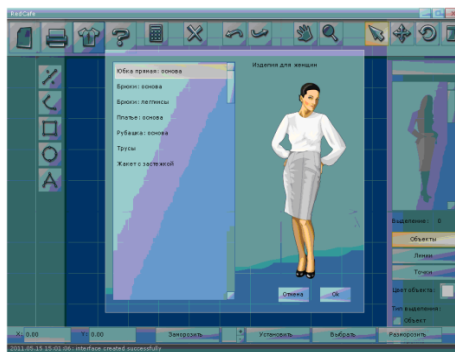 RedCafe
Юбка прямая: основа
Брюки: основа
Брюки: леггинсы
Платье: основа
Рубашка: основа
Трусы
Жакет с застежкой
Изделия для женщин
Отмена
Ok
Выделение: 0
Объекты
Линии
Точки
Цвет объекта:
Тип выделения:
Объект
X: 0.00
Y: 0.00
Заморозить
Установить
Выбрать
Разморозить
2011.05.15 15:01:06: interface created successfully